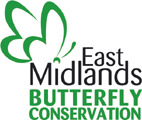 East
Midlands
BUTTERFLY
CONSERVATION